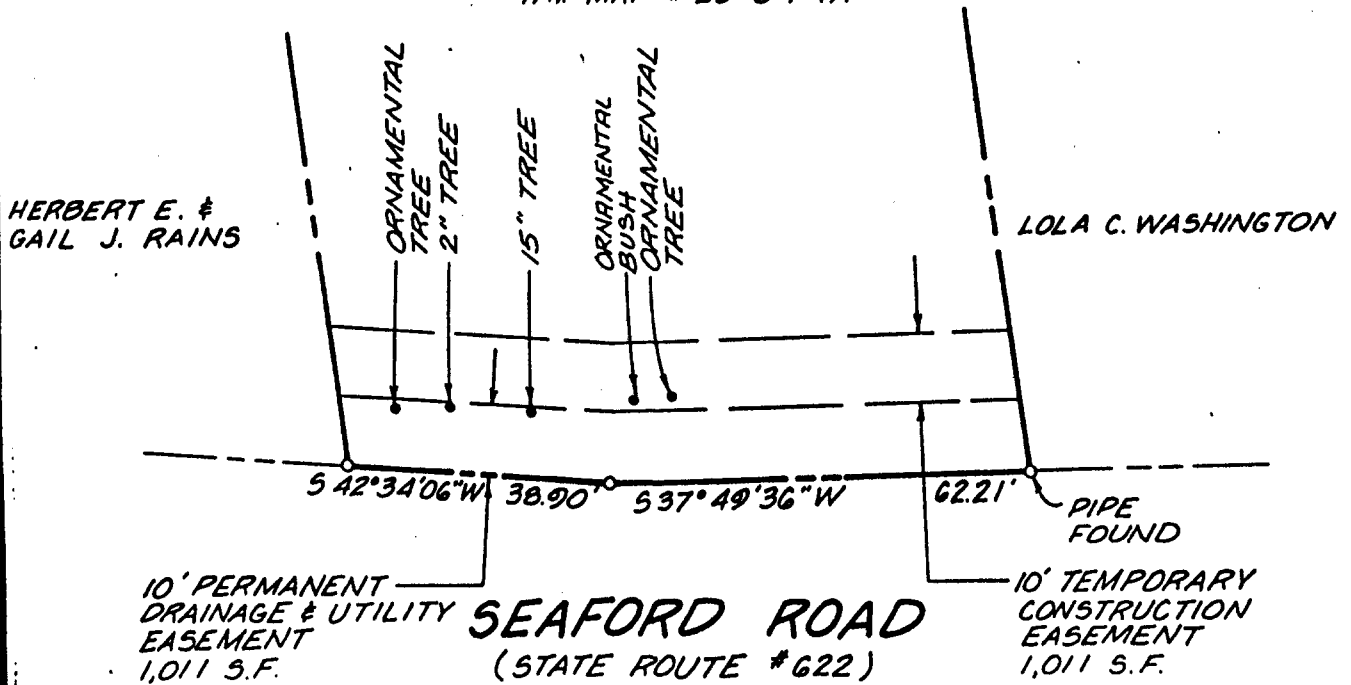 ORNAMENTAL
TREE
2" TREE
15" TREE
ORNAMENTAL
BUSH
ORNAMENTAL
TREE
HERBERT E. &
GAIL J. RAINS
LOLA C. WASHINGTON
S 42°34'06"W 38.90' S 37°49'36"W 62.21'
PIPE
FOUND
10' PERMANENT
DRAINAGE & UTILITY
EASEMENT
1,011 S.F.
SEAFORD ROAD
(STATE ROUTE #622)
10' TEMPORARY
CONSTRUCTION
EASEMENT
1,011 S.F.